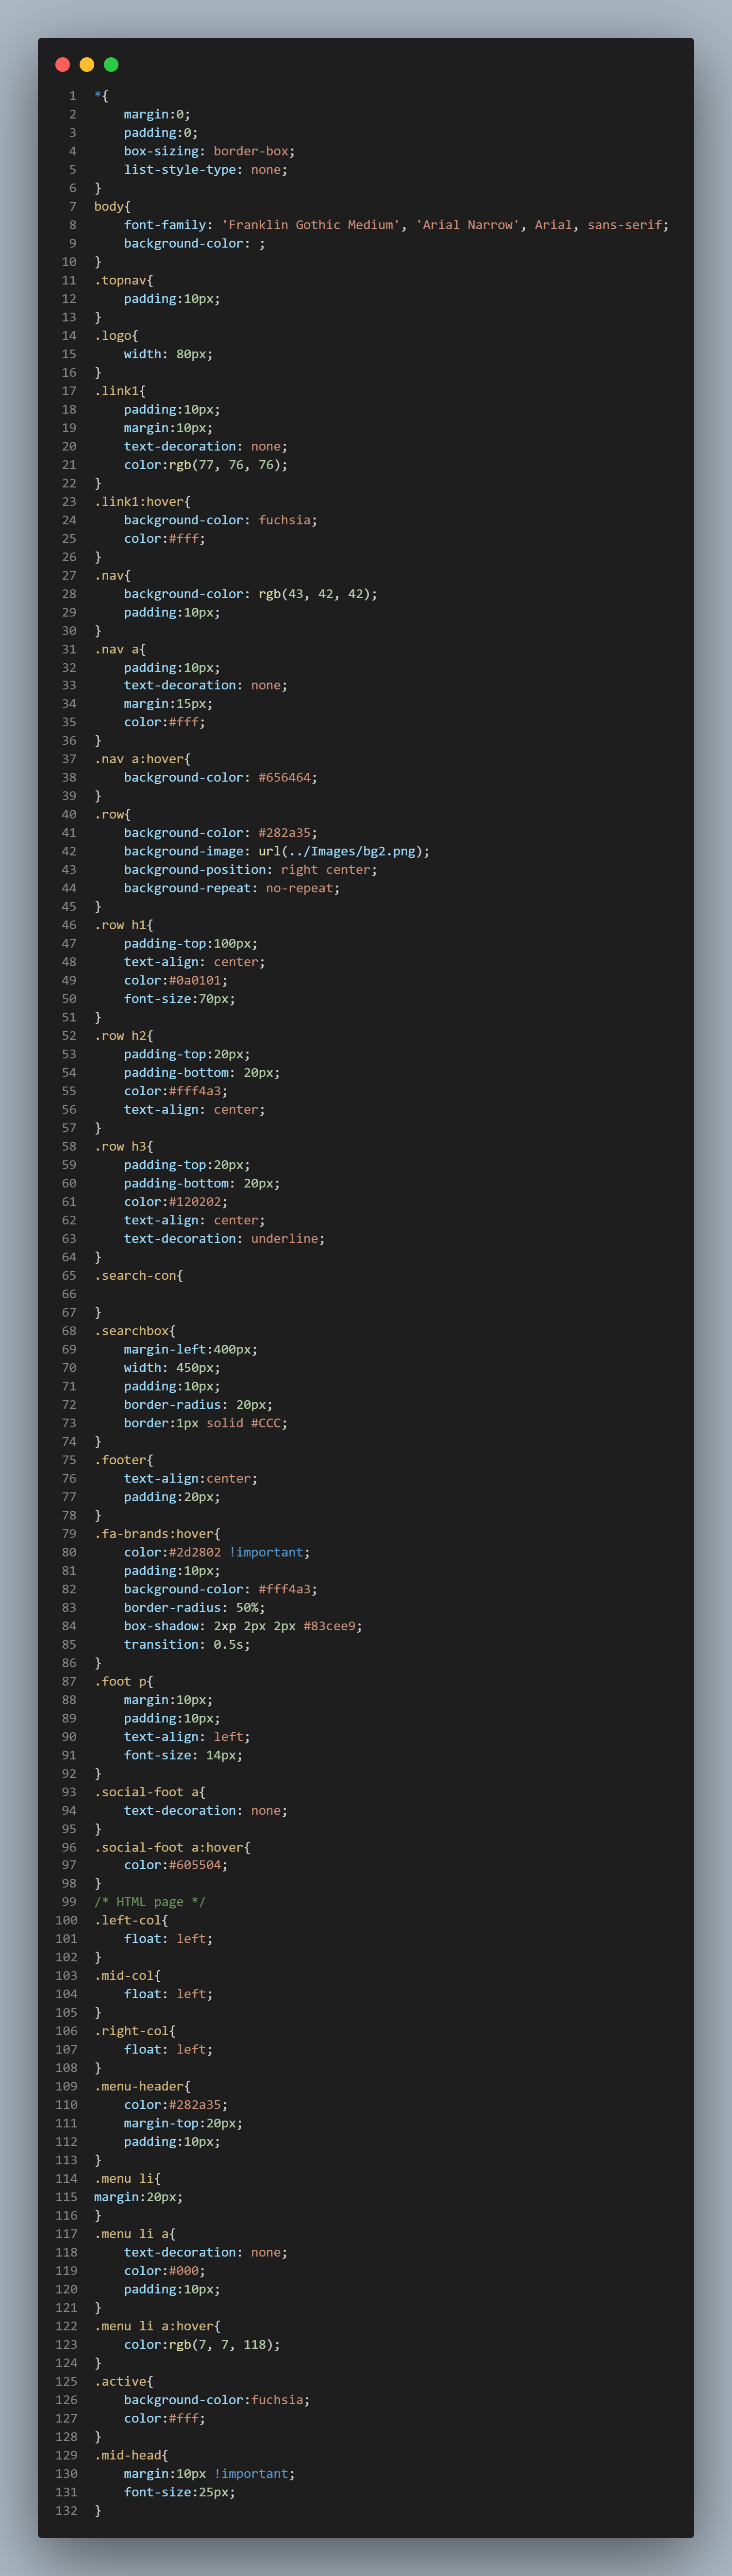 1 *{
2     margin:0;
3     padding:0;
4     box-sizing: border-box;
5     list-style-type: none;
6 }
7 body{
8     font-family: 'Franklin Gothic Medium', 'Arial Narrow', Arial, sans-serif;
9     background-color: ;
10 }
11 .topnav{
12     padding:10px;
13 }
14 .logo{
15     width: 80px;
16 }
17 .link1{
18     padding:10px;
19     margin:10px;
20     text-decoration: none;
21     color:rgb(77, 76, 76);
22 }
23 .link1:hover{
24     background-color: fuchsia;
25     color:#fff;
26 }
27 .nav{
28     background-color: rgb(43, 42, 42);
29     padding:10px;
30 }
31 .nav a{
32     padding:10px;
33     text-decoration: none;
34     margin:15px;
35     color:#fff;
36 }
37 .nav a:hover{
38     background-color: #656464;
39 }
40 .row{
41     background-color: #282a35;
42     background-image: url(../Images/bg2.png);
43     background-position: right center;
44     background-repeat: no-repeat;
45 }
46 .row h1{
47     padding-top:100px;
48     text-align: center;
49     color:#0a0101;
50     font-size:70px;
51 }
52 .row h2{
53     padding-top:20px;
54     padding-bottom: 20px;
55     color:#fff4a3;
56     text-align: center;
57 }
58 .row h3{
59     padding-top:20px;
60     padding-bottom: 20px;
61     color:#120202;
62     text-align: center;
63     text-decoration: underline;
64 }
65 .search-con{
66
67 }
68 .searchbox{
69     margin-left:400px;
70     width: 450px;
71     padding:10px;
72     border-radius: 20px;
73     border:1px solid #CCC;
74 }
75 .footer{
76     text-align:center;
77     padding:20px;
78 }
79 .fa-brands:hover{
80     color:#2d2802 !important;
81     padding:10px;
82     background-color: #fff4a3;
83     border-radius: 50%;
84     box-shadow: 2xp 2px 2px #83cee9;
85     transition: 0.5s;
86 }
87 .foot p{
88     margin:10px;
89     padding:10px;
90     text-align: left;
91     font-size: 14px;
92 }
93 .social-foot a{
94     text-decoration: none;
95 }
96 .social-foot a:hover{
97     color:#605504;
98 }
99 /* HTML page */
100 .left-col{
101     float: left;
102 }
103 .mid-col{
104     float: left;
105 }
106 .right-col{
107     float: left;
108 }
109 .menu-header{
110     color:#282a35;
111     margin-top:20px;
112     padding:10px;
113 }
114 .menu li{
115 margin:20px;
116 }
117 .menu li a{
118     text-decoration: none;
119     color:#000;
120     padding:10px;
121 }
122 .menu li a:hover{
123     color:rgb(7, 7, 118);
124 }
125 .active{
126     background-color:fuchsia;
127     color:#fff;
128 }
129 .mid-head{
130     margin:10px !important;
131     font-size:25px;
132 }